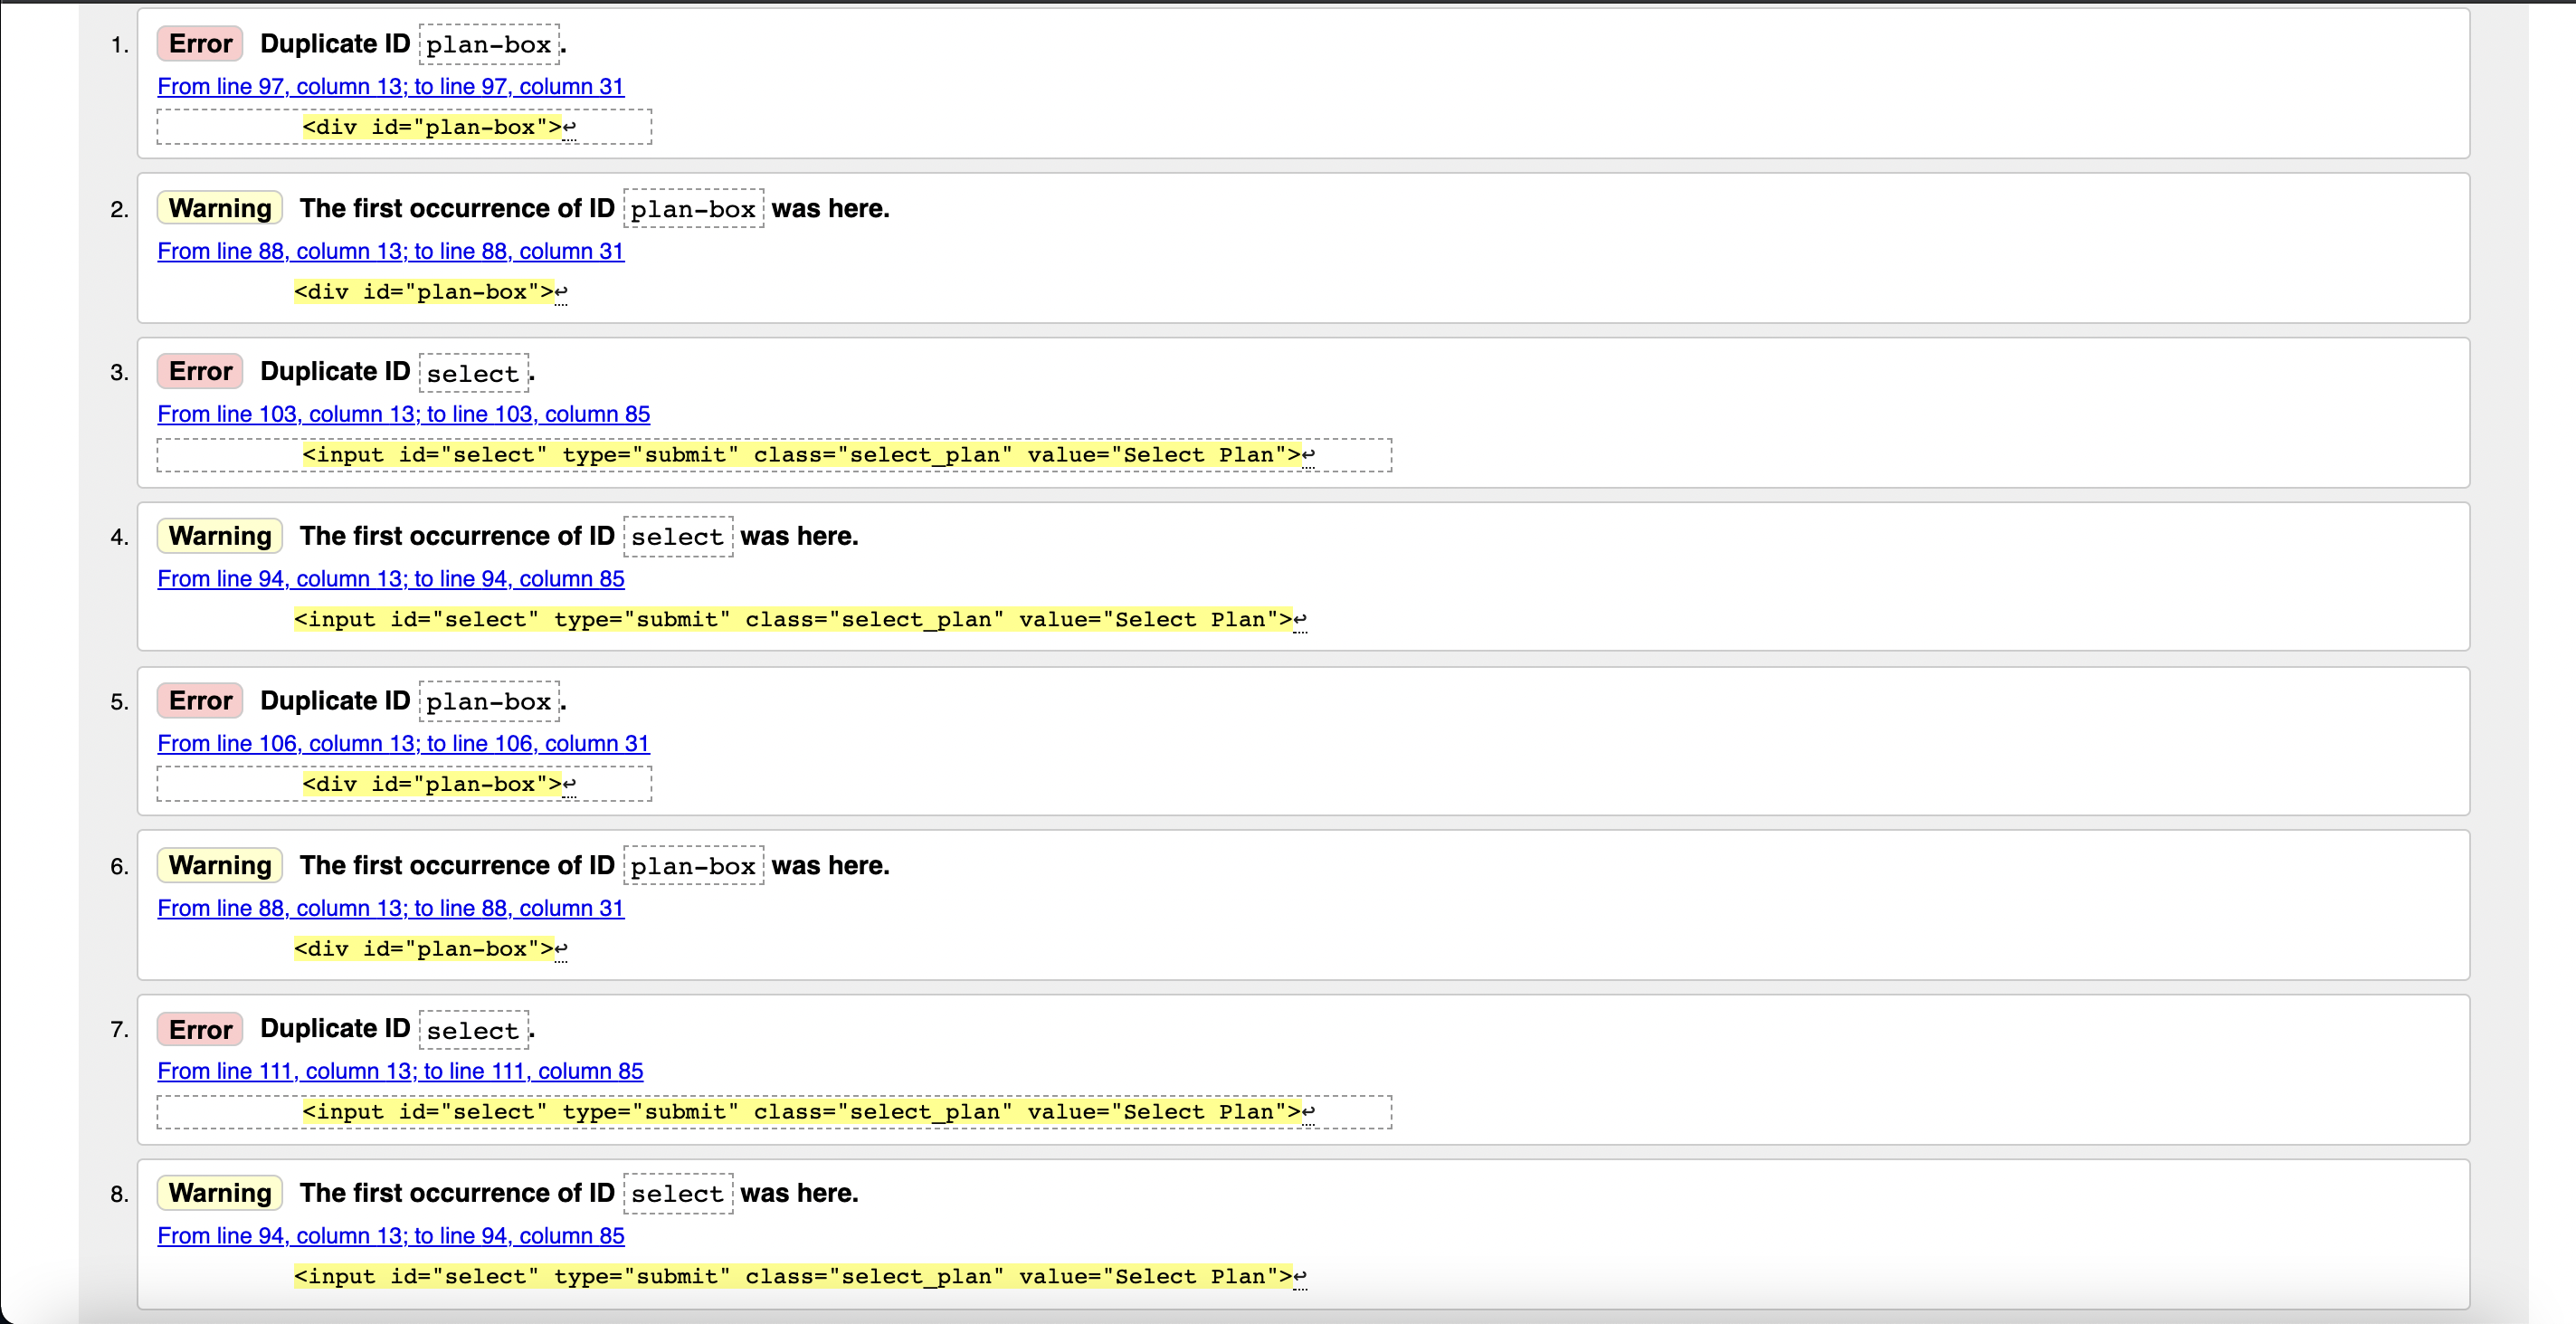 1. Error Duplicate ID plan-box.
From line 97, column 13; to line 97, column 31
<div id="plan-box">↩
2. Warning The first occurrence of ID plan-box was here.
From line 88, column 13; to line 88, column 31
<div id="plan-box">↩
3. Error Duplicate ID select.
From line 103, column 13; to line 103, column 85
<input id="select" type="submit" class="select_plan" value="Select Plan">↩
4. Warning The first occurrence of ID select was here.
From line 94, column 13; to line 94, column 85
<input id="select" type="submit" class="select_plan" value="Select Plan">↩
5. Error Duplicate ID plan-box.
From line 106, column 13; to line 106, column 31
<div id="plan-box">↩
6. Warning The first occurrence of ID plan-box was here.
From line 88, column 13; to line 88, column 31
<div id="plan-box">↩
7. Error Duplicate ID select.
From line 111, column 13; to line 111, column 85
<input id="select" type="submit" class="select_plan" value="Select Plan">↩
8. Warning The first occurrence of ID select was here.
From line 94, column 13; to line 94, column 85
<input id="select" type="submit" class="select_plan" value="Select Plan">↩